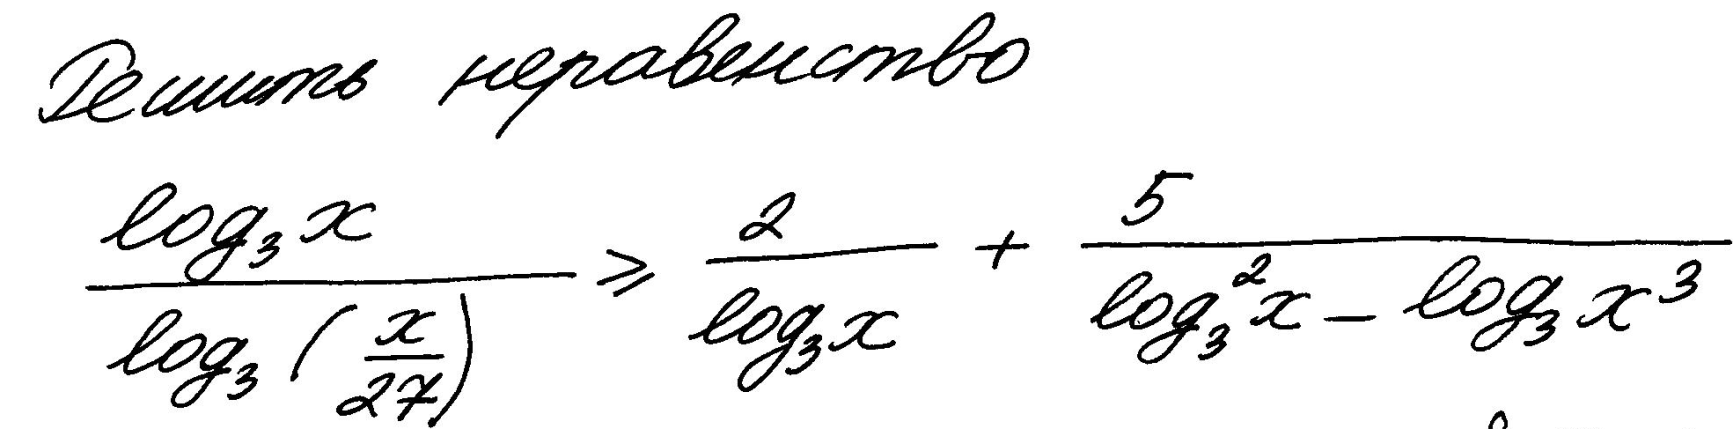 Решить неравенство
log₃x / log₃(x/27) ⩾ 2 / log₃x + 5 / (log₃²x − log₃x³)